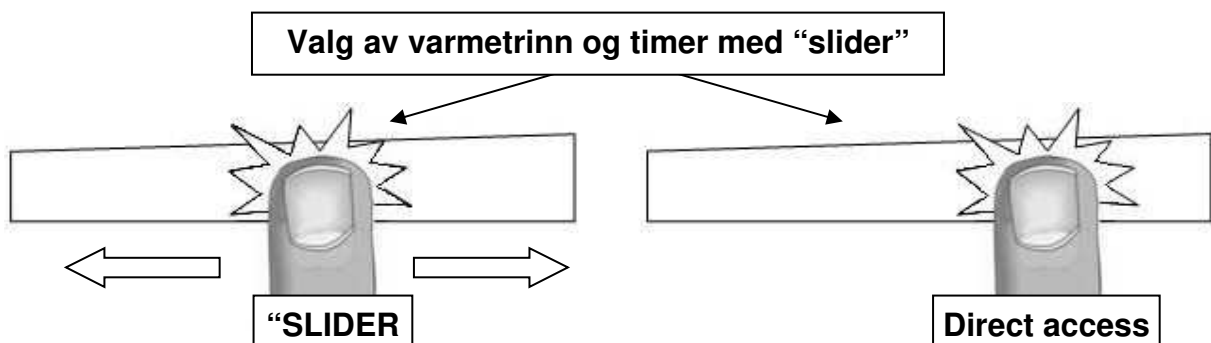 Valg av varmetrinn og timer med “slider”
“SLIDER
Direct access